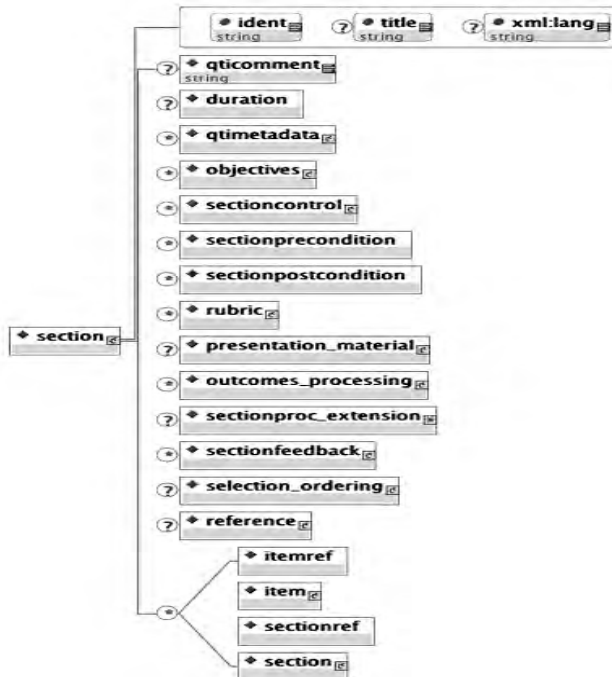 ident title xml:lang
string string string
? qticomment
string
? duration
* qtimetadata
* objectives
* sectioncontrol
* sectionprecondition
* sectionpostcondition
* rubric
section
? presentation_material
* outcomes_processing
? sectionproc_extension
* sectionfeedback
? selection_ordering
? reference
itemref
item
*
sectionref
section